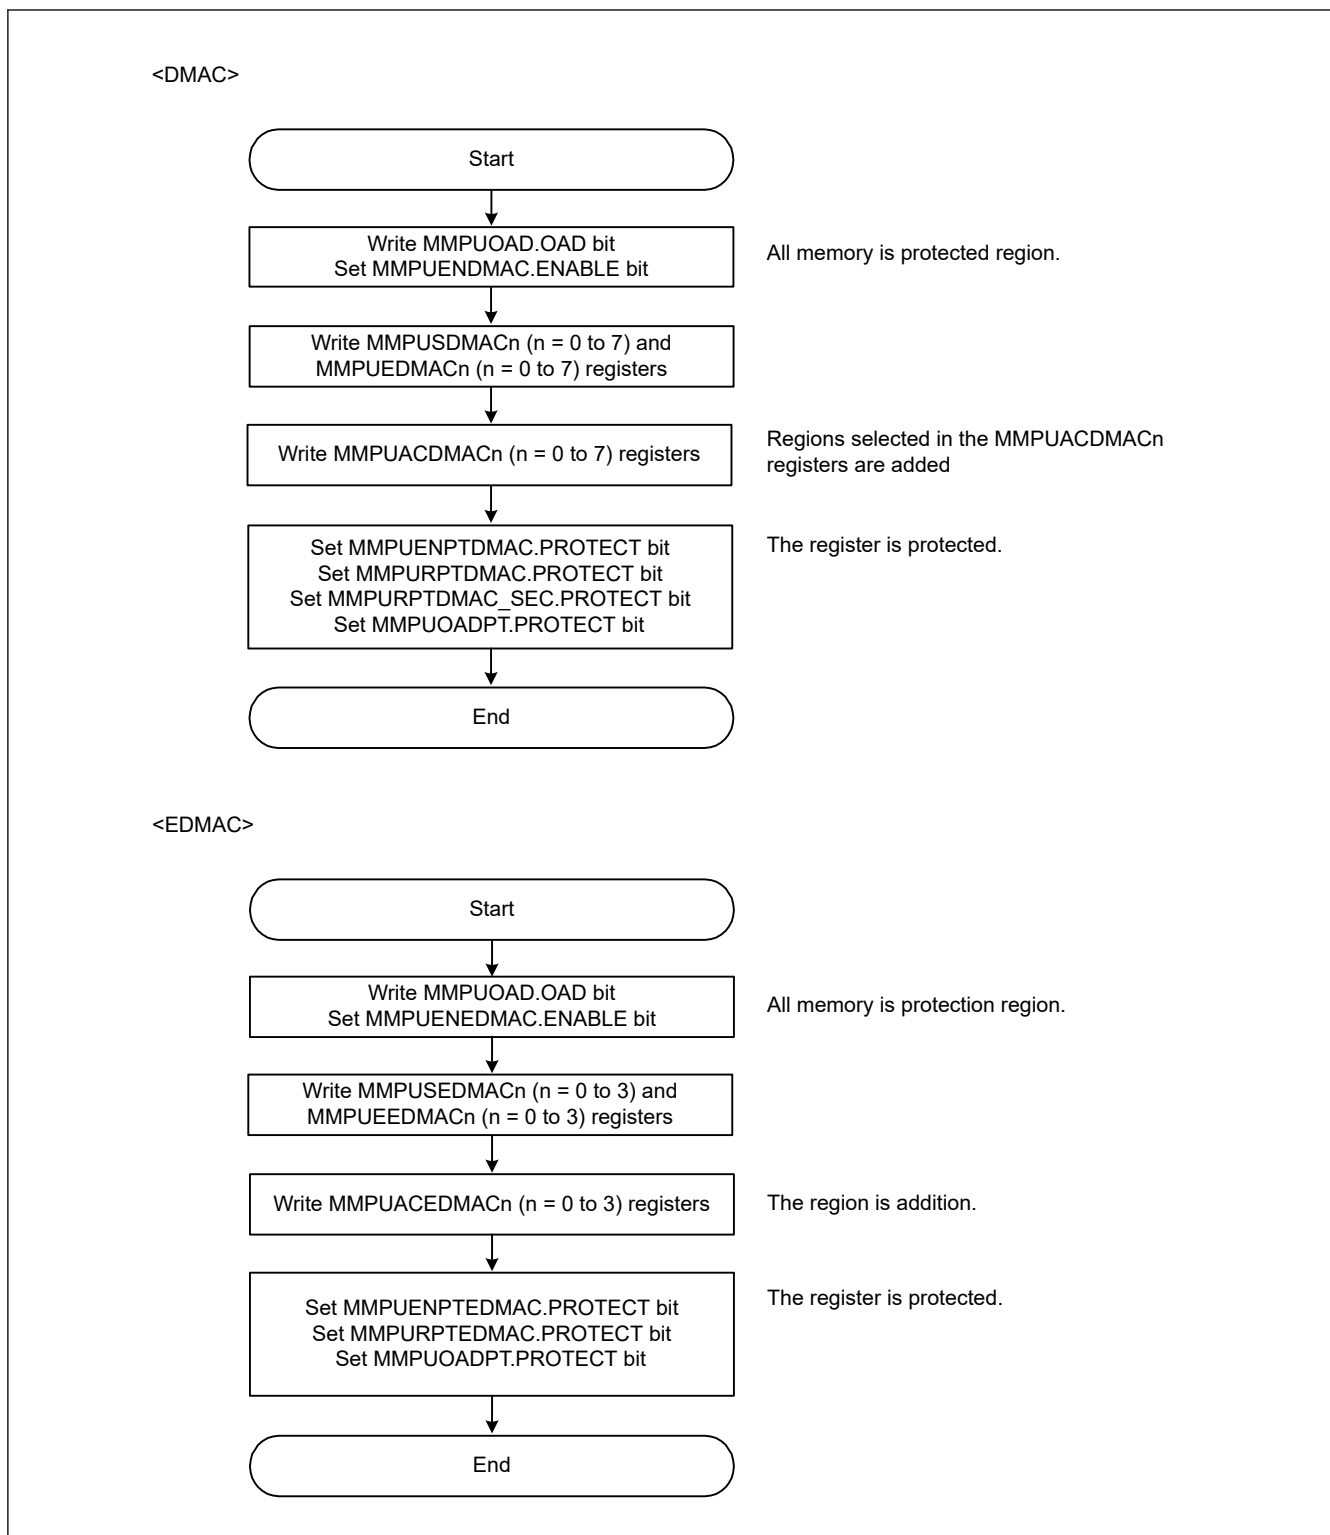 <DMAC>
Start
Write MMPUOAD.OAD bit
Set MMPUENDMAC.ENABLE bit
All memory is protected region.
Write MMPUSDMACn (n = 0 to 7) and
MMPUEDMACn (n = 0 to 7) registers
Write MMPUACDMACn (n = 0 to 7) registers
Regions selected in the MMPUACDMACn
registers are added
Set MMPUENPTDMAC.PROTECT bit
Set MMPURPTDMAC.PROTECT bit
Set MMPURPTDMAC_SEC.PROTECT bit
Set MMPUOADPT.PROTECT bit
The register is protected.
End
<EDMAC>
Start
Write MMPUOAD.OAD bit
Set MMPUENEDMAC.ENABLE bit
All memory is protection region.
Write MMPUSEDMACn (n = 0 to 3) and
MMPUEEDMACn (n = 0 to 3) registers
Write MMPUACEDMACn (n = 0 to 3) registers
The region is addition.
Set MMPUENPTEDMAC.PROTECT bit
Set MMPURPTEDMAC.PROTECT bit
Set MMPUOADPT.PROTECT bit
The register is protected.
End